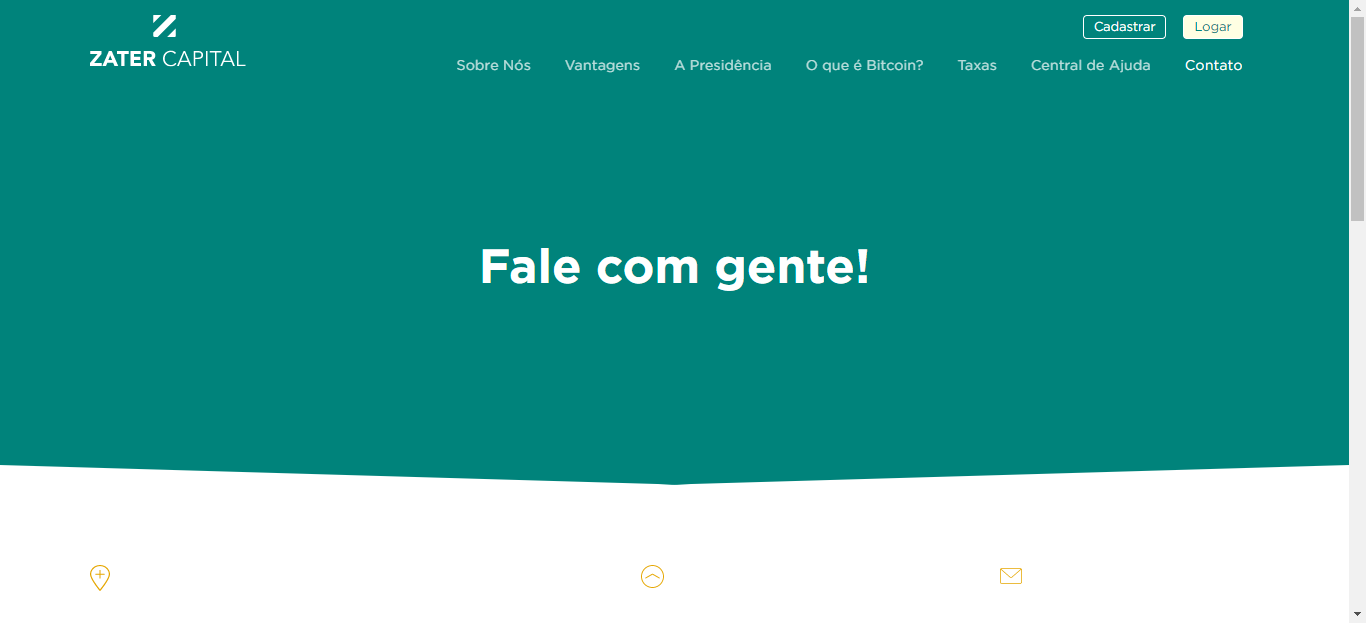 Cadastrar
Logar
ZATER CAPITAL
Sobre Nós Vantagens A Presidência O que é Bitcoin? Taxas Central de Ajuda Contato
Fale com gente!